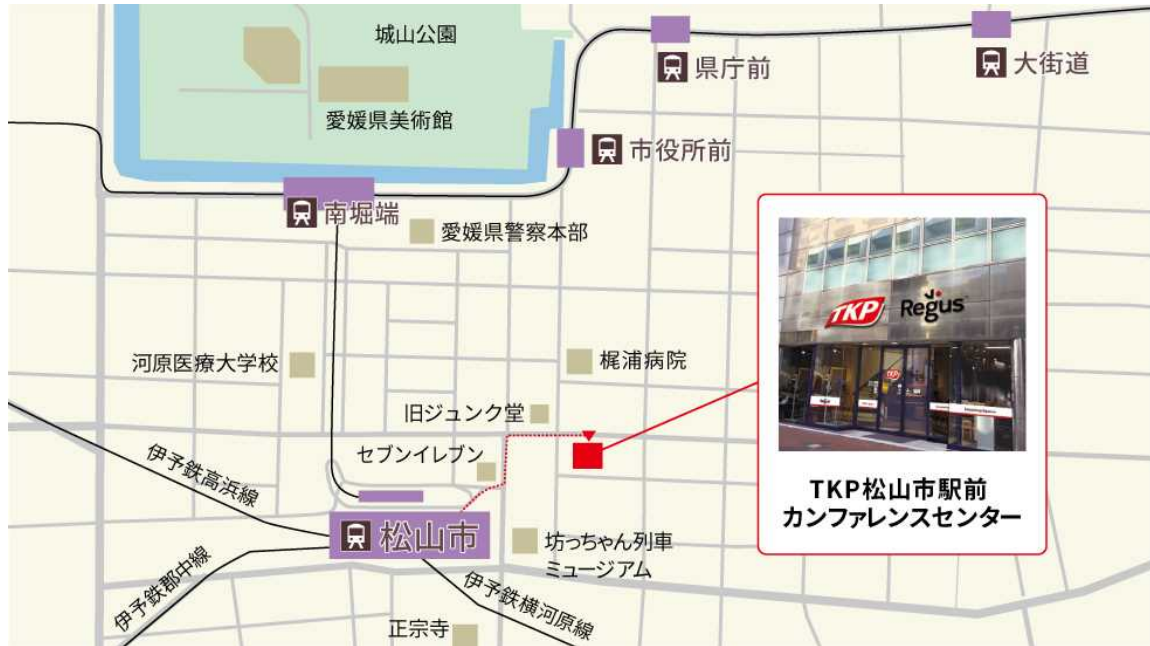 城山公園
愛媛県美術館
県庁前
大街道
市役所前
南堀端
愛媛県警察本部
TKP Regus
河原医療大学校
梶浦病院
旧ジュンク堂
セブンイレブン
伊予鉄高浜線
TKP松山市駅前
カンファレンスセンター
松山市
坊っちゃん列車
ミュージアム
伊予鉄郡中線
伊予鉄横河原線
正宗寺